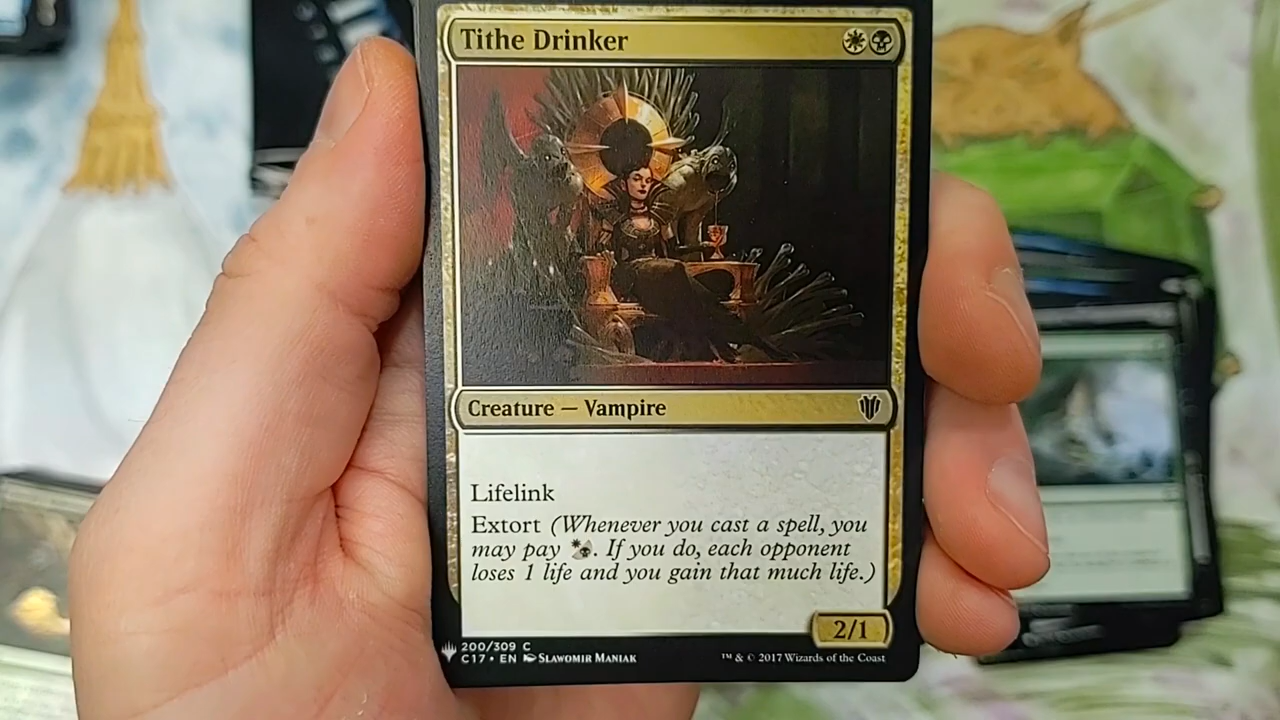 Tithe Drinker
Creature — Vampire
Lifelink
Extort (Whenever you cast a spell, you
may pay . If you do, each opponent
loses 1 life and you gain that much life.)
2/1
200/309 C
C17 • EN SLAWOMIR MANIAK
™ & © 2017 Wizards of the Coast